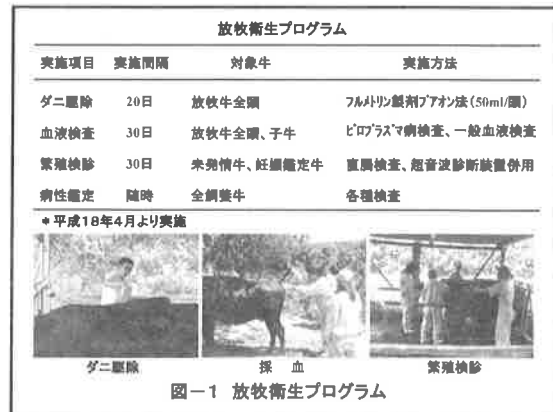 放牧衛生プログラム
実施項目 実施間隔 対象牛 実施方法
ダニ駆除 20日 放牧牛全頭 フルメトリン製剤プアオン法(50ml/頭)
血液検査 30日 放牧牛全頭、子牛 ピロプラズマ病検査、一般血液検査
繁殖検診 30日 未発情牛、妊娠鑑定牛 直腸検査、超音波診断装置併用
病性鑑定 随時 全飼養牛 各種検査
*平成18年4月より実施
ダニ駆除 採 血 繁殖検診
図-1 放牧衛生プログラム